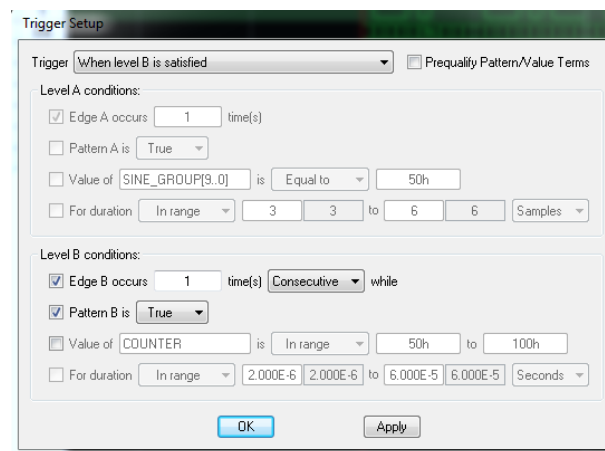 Trigger Setup
Trigger When level B is satisfied Prequalify Pattern/Value Terms
Level A conditions:
Edge A occurs 1 time(s)
Pattern A is True
Value of SINE_GROUP[9..0] is Equal to 50h
For duration In range 3 3 to 6 6 Samples
Level B conditions:
Edge B occurs 1 time(s) Consecutive while
Pattern B is True
Value of COUNTER is In range 50h to 100h
For duration In range 2.000E-6 2.000E-6 to 6.000E-5 6.000E-5 Seconds
OK Apply